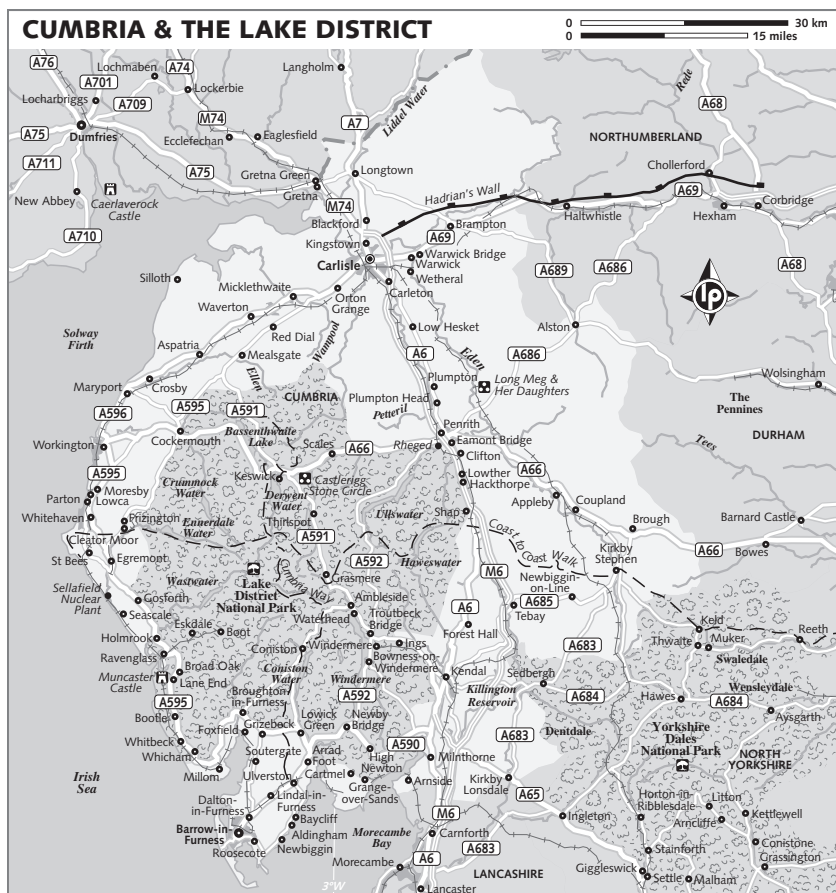 CUMBRIA & THE LAKE DISTRICT
0 30 km
0 15 miles
A76
Lochmaben
A74
Langholm
A701
Lockerbie
Locharbriggs
A709
Rede
A68
Liddel Water
A7
M74
A75
Dumfries
Ecclefechan
Eaglesfield
NORTHUMBERLAND
A711
A75
Longtown
Chollerford
Gretna Green
Gretna
Hadrian's Wall
A69
New Abbey
Caerlaverock
Castle
M74
Corbridge
Blackford
Haltwhistle
Hexham
A710
Kingstown
A69
Brampton
Carlisle
Warwick Bridge
Warwick
Wetheral
A689
A686
A68
Silloth
Micklethwaite
Orton
Grange
Carleton
lp
Waverton
Solway
Firth
Red Dial
Wampool
Low Hesket
Alston
Aspatria
Mealsgate
A6
Eden
A686
Ellen
Plumpton
Long Meg &
Her Daughters
Wolsingham
Maryport
Crosby
CUMBRIA
Plumpton Head
The
Pennines
A596
A595
A591
Petteril
Bassenthwaite
Lake
Penrith
DURHAM
Cockermouth
Scales
A66
Rheged
Eamont Bridge
Tees
Workington
Clifton
A595
Keswick
Castlerigg
Stone Circle
Lowther
Hackthorpe
A66
Moresby
Crummock
Water
Derwent
Water
Appleby
Coupland
Parton
Lowca
Ullswater
Shap
Whitehaven
Frizington
Ennerdale
Water
Thirlspot
Brough
Barnard Castle
Cleator Moor
A591
A592
Coast to
Coast Walk
Kirkby
Stephen
A66
Bowes
St Bees
Egremont
Haweswater
M6
Wastwater
Grasmere
Newbiggin-
on-Line
Sellafield
Nuclear
Plant
Gosforth
Lake
District
National Park
Cumbria Way
Ambleside
A6
A685
Seascale
Waterhead
Troutbeck
Bridge
Tebay
Keld
Eskdale
Boot
Forest Hall
Reeth
Holmrook
A683
Thwaite
Muker
Coniston
Windermere
Ings
Swaledale
Ravenglass
Bowness-on-
Windermere
Broad Oak
Kendal
Sedbergh
Muncaster
Castle
Lane End
Coniston
Water
Windermere
Killington
Reservoir
A684
Hawes
Wensleydale
A684
Broughton-
in-Furness
A592
A595
Aysgarth
Bootle
Lowick
Green
Newby
Bridge
Foxfield
Grizebeck
A683
Dentdale
Yorkshire
Dales
National Park
Whitbeck
A590
Soutergate
Arrad
Foot
High
Newton
Milnthorpe
NORTH
YORKSHIRE
Whicham
Irish
Sea
Millom
Ulverston
Cartmel
Arnside
Kirkby
Lonsdale
Grange-
over-Sands
Horton-in-
Ribblesdale
Litton
Lindal-in-
Furness
A65
Dalton-
in-Furness
Baycliff
M6
Ingleton
Arncliffe
Kettlewell
Barrow-in-
Furness
Aldingham
Morecambe
Bay
Carnforth
Stainforth
Conistone
Roosecote
Newbiggin
A683
Grassington
A6
Giggleswick
3°W
Morecambe
LANCASHIRE
Settle
Malham
Lancaster